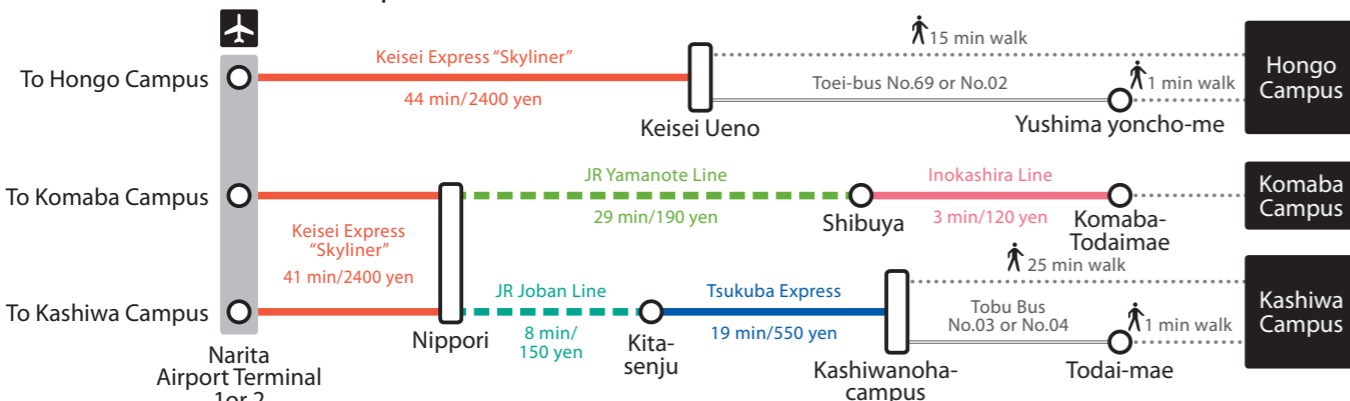 To Hongo Campus
Keisei Express “Skyliner”
44 min/2400 yen
Keisei Ueno
15 min walk
Toei-bus No.69 or No.02
1 min walk
Yushima yoncho-me
Hongo
Campus
To Komaba Campus
Keisei Express
“Skyliner”
41 min/2400 yen
JR Yamanote Line
29 min/190 yen
Shibuya
Inokashira Line
3 min/120 yen
Komaba-
Todaimae
Komaba
Campus
To Kashiwa Campus
Nippori
JR Joban Line
8 min/
150 yen
Kita-
senju
Tsukuba Express
19 min/550 yen
Kashiwanoha-
campus
25 min walk
Tobu Bus
No.03 or No.04
1 min walk
Todai-mae
Kashiwa
Campus
Narita
Airport Terminal
1or 2